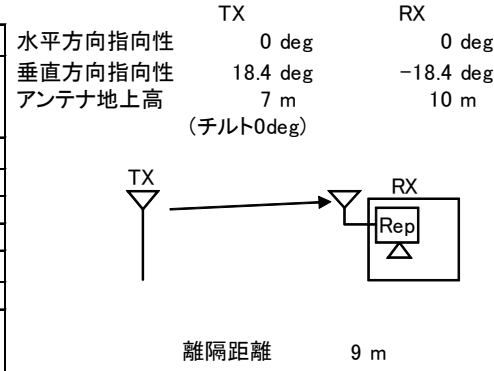 TX RX
水平方向指向性 0 deg 0 deg
垂直方向指向性 18.4 deg -18.4 deg
アンテナ地上高 7 m 10 m
(チルト0deg)
TX
RX
Rep
離隔距離 9 m